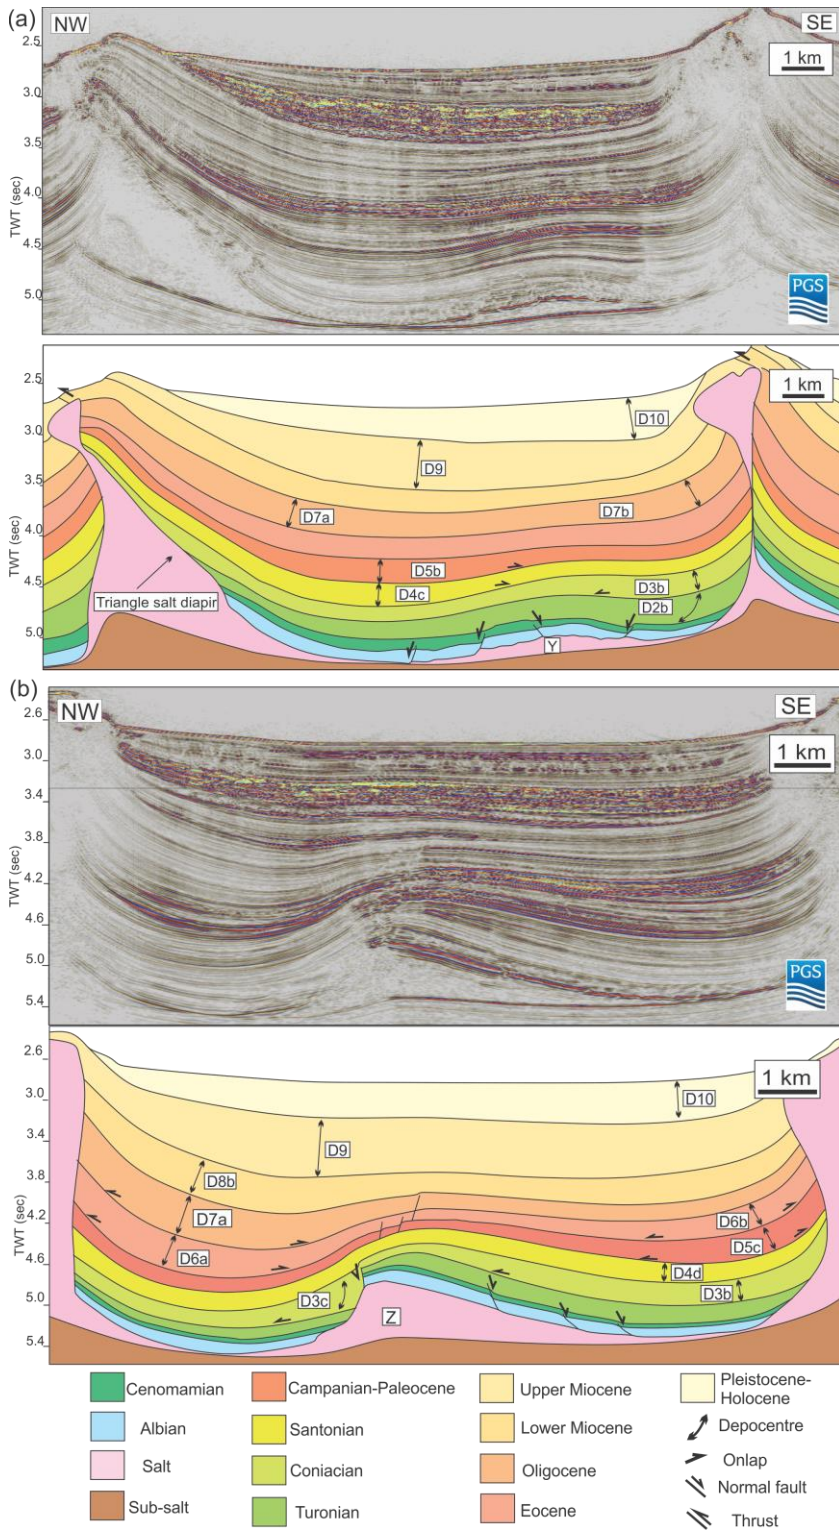 (a)
NW
SE
1 km
2.5
3.0
3.5
4.0
4.5
5.0
TWT (sec)
PGS
1 km
2.5
3.0
3.5
4.0
4.5
5.0
TWT (sec)
D10
D9
D7a
D7b
D5b
D4c
D3b
D2b
Triangle salt diapir
Y
(b)
NW
SE
1 km
2.6
3.0
3.4
3.8
4.2
4.6
5.0
5.4
TWT (sec)
PGS
1 km
2.6
3.0
3.4
3.8
4.2
4.6
5.0
5.4
TWT (sec)
D10
D9
D8b
D7a
D6a
D6b
D5c
D4d
D3c
D3b
Z
Cenomamian
Albian
Salt
Sub-salt
Campanian-Paleocene
Santonian
Coniacian
Turonian
Upper Miocene
Lower Miocene
Oligocene
Eocene
Pleistocene-
Holocene
Depocentre
Onlap
Normal fault
Thrust